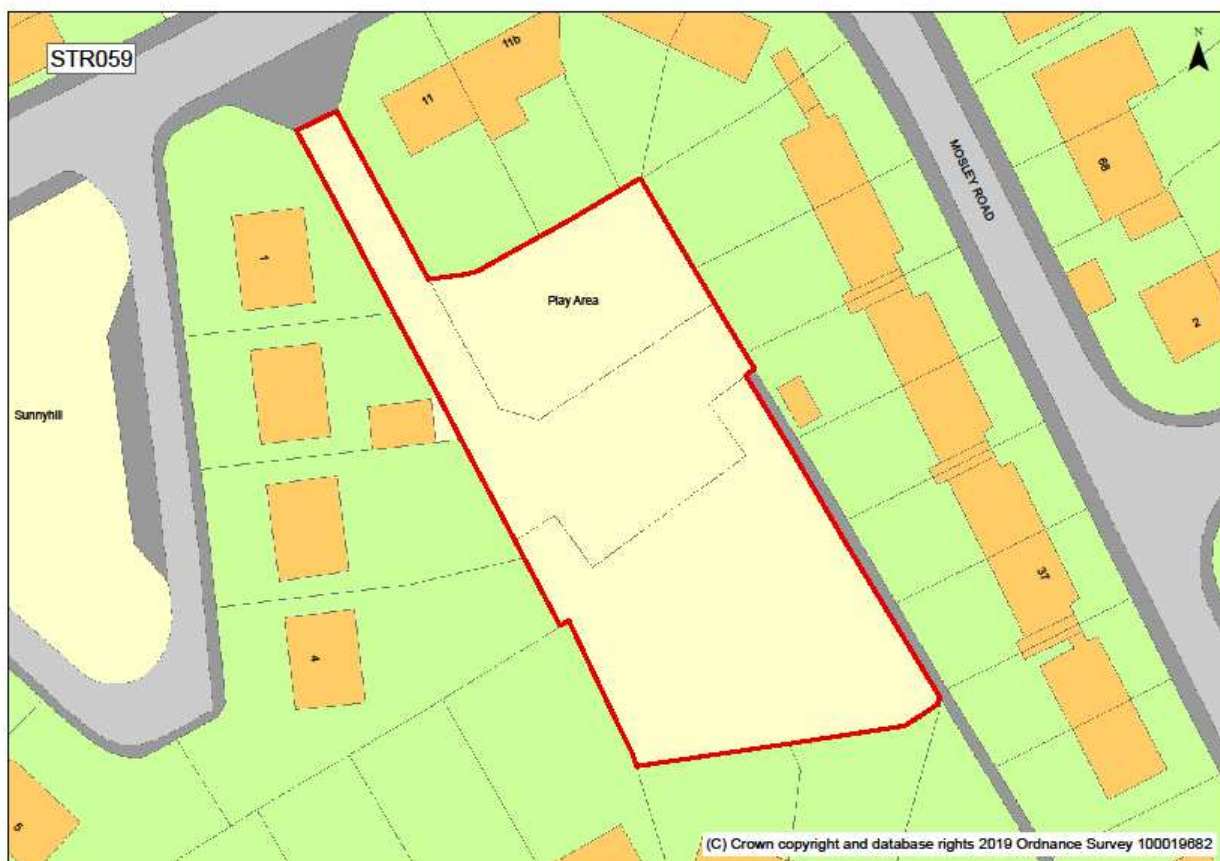 STR059
N
11b
11
MOSLEY ROAD
68
1
2
Play Area
Sunnyhill
37
4
5
(C) Crown copyright and database rights 2019 Ordnance Survey 100019682